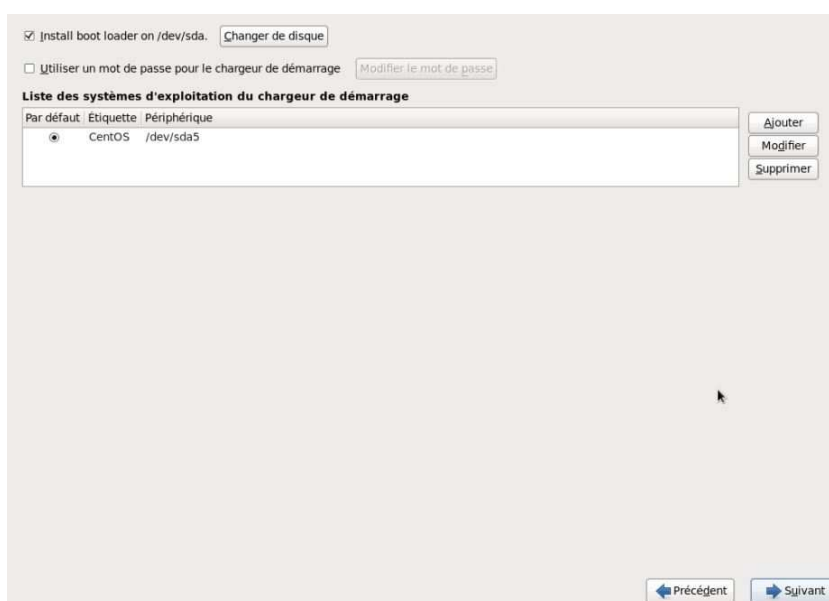 Install boot loader on /dev/sda. Changer de disque
Utiliser un mot de passe pour le chargeur de démarrage Modifier le mot de passe
Liste des systèmes d'exploitation du chargeur de démarrage
Par défaut Étiquette Périphérique
CentOS /dev/sda5
Ajouter
Modifier
Supprimer
Précédent Suivant